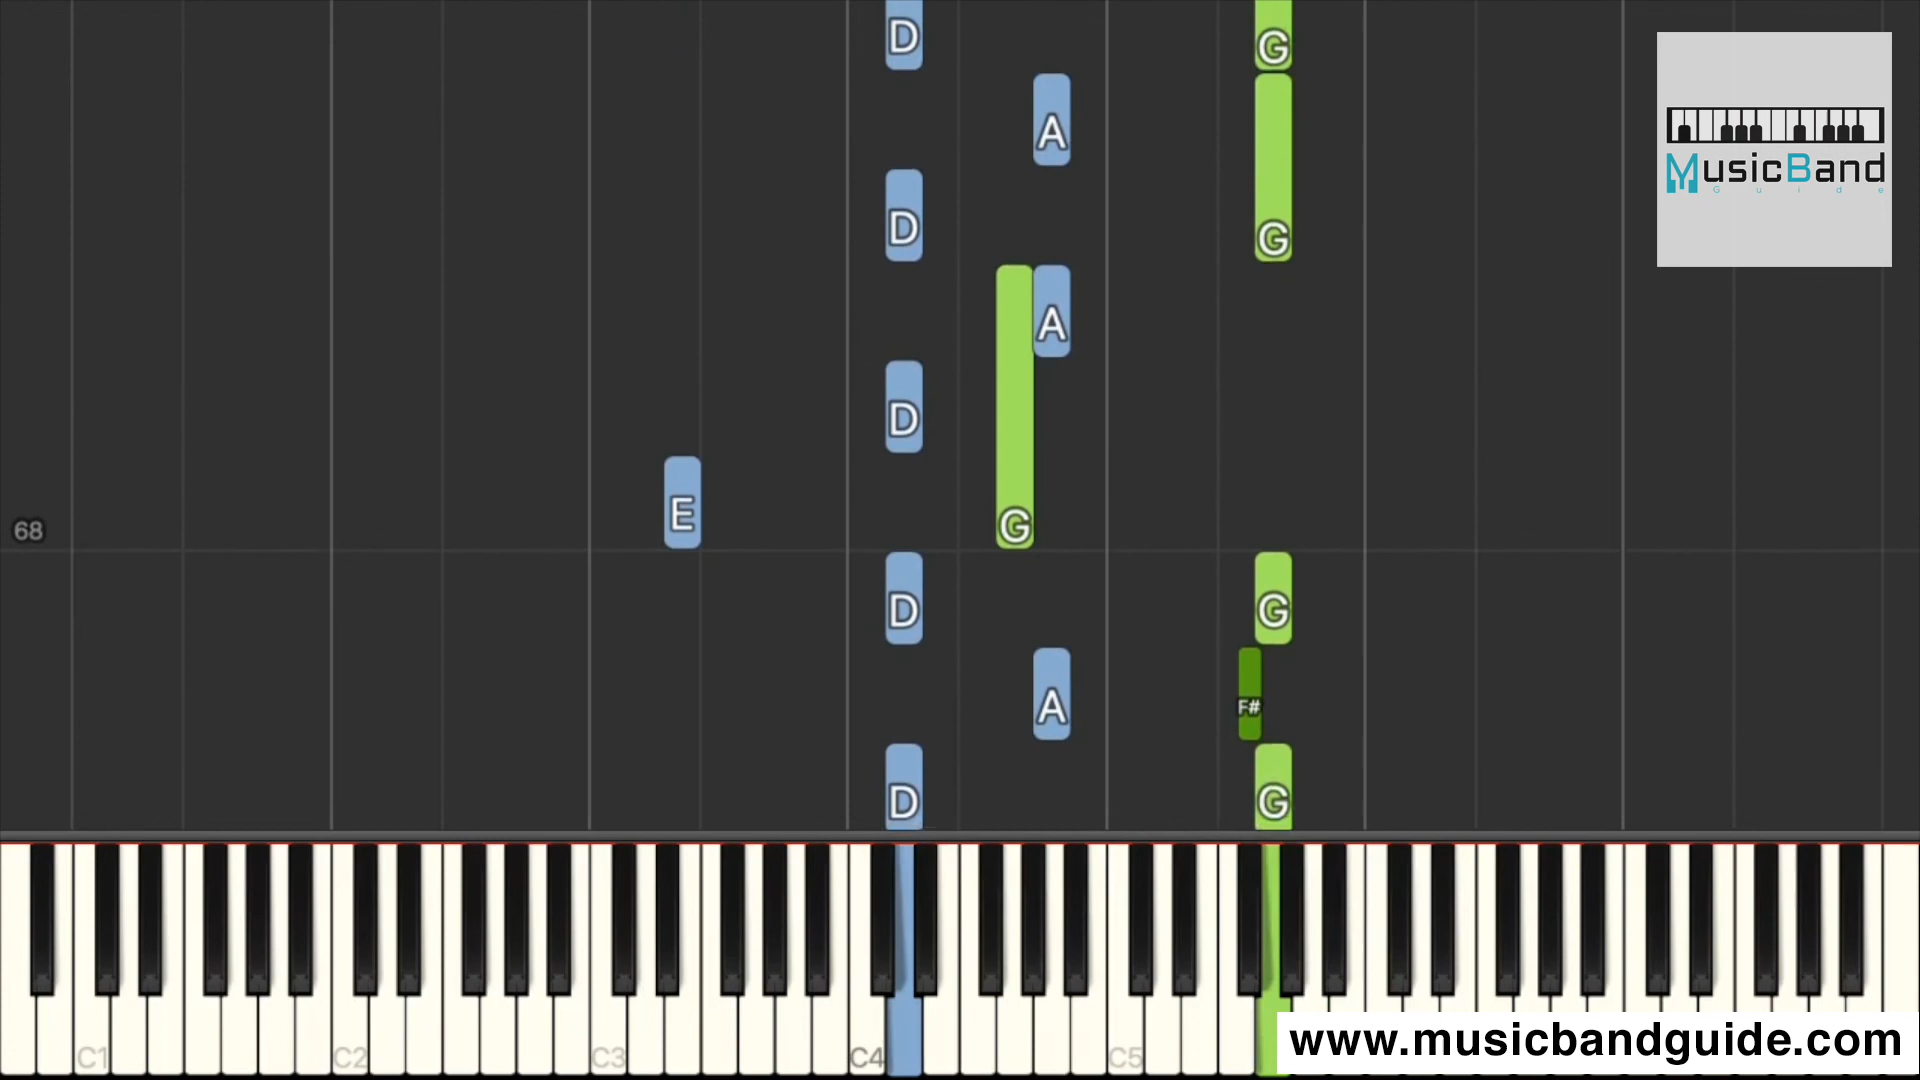 D
G
MusicBand
Guide
A
D
G
A
D
E
G
68
D
G
A
F#
D
G
C1
C2
C3
C4
C5
www.musicbandguide.com